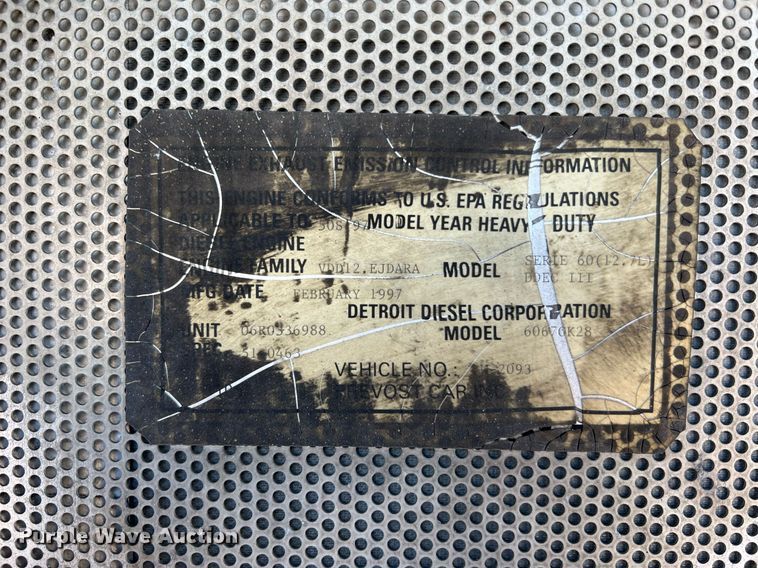 ENGINE EXHAUST EMISSION CONTROL INFORMATION
THIS ENGINE CONFORMS TO U.S. EPA REGULATIONS
APPLICABLE TO MODEL YEAR HEAVY DUTY
DIESEL ENGINE
ENGINE FAMILY VDD12.EJDARA MODEL SERIE 60(12.7L)
DDEC III
MFG DATE FEBRUARY 1997
DETROIT DIESEL CORPORATION
UNIT 06R0336988 MODEL 6067GK28
VEHICLE NO.: 2093
PREVOST CAR INC
Purple Wave Auction